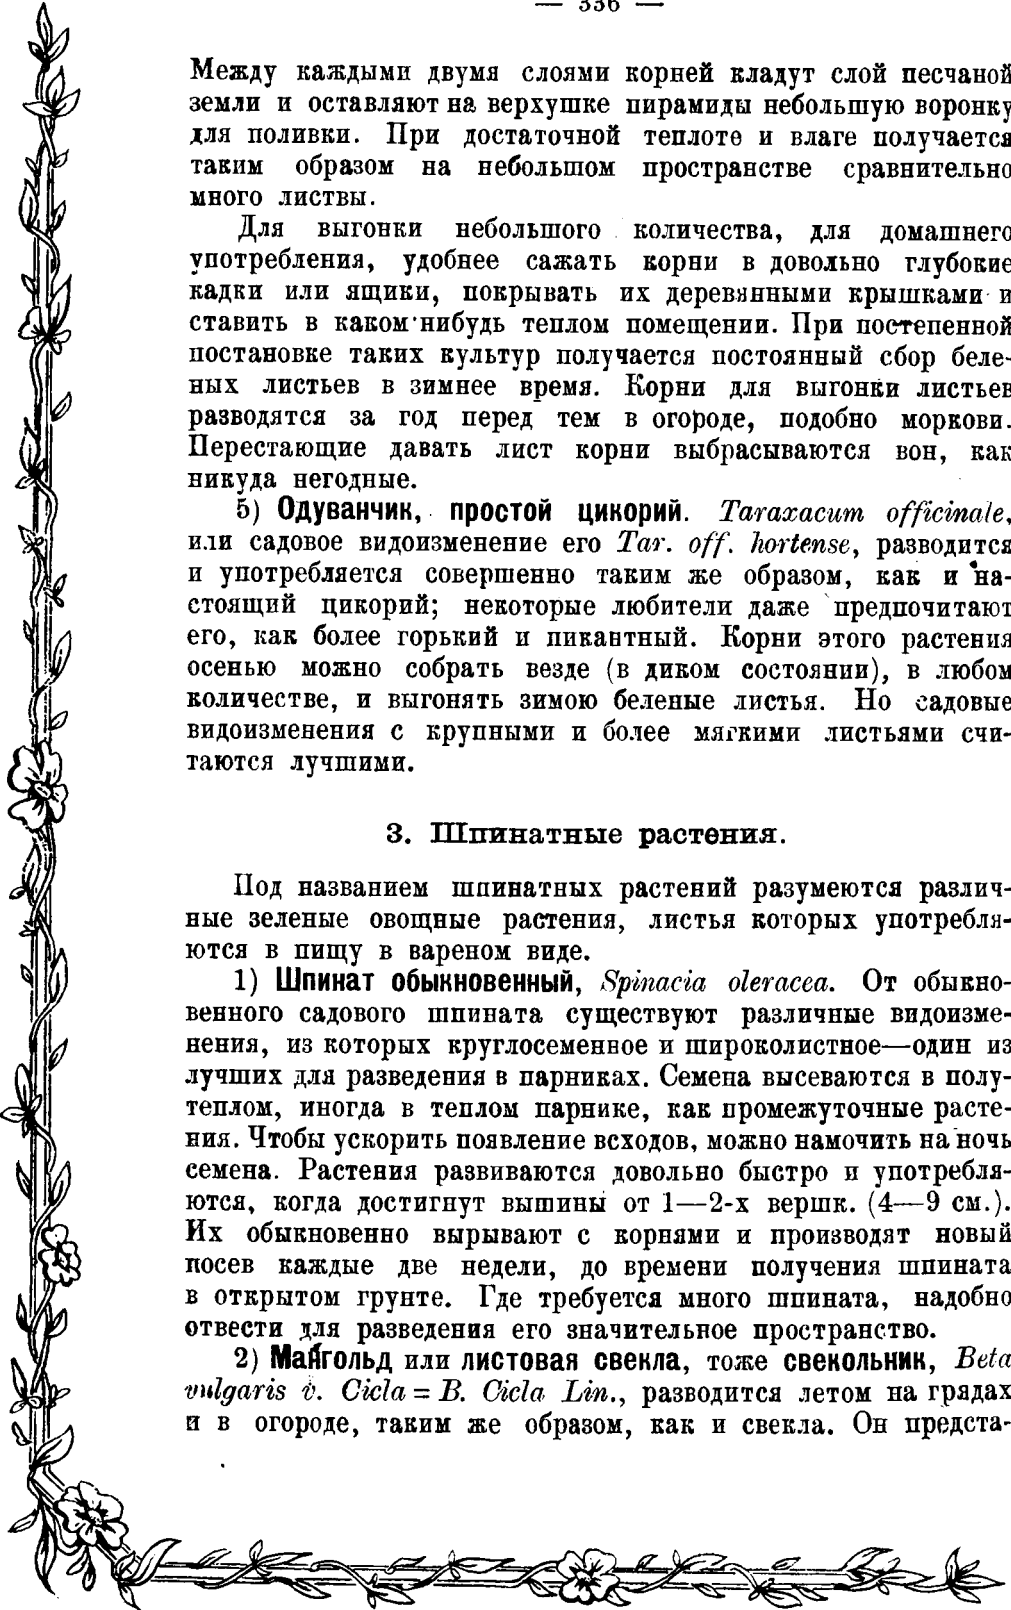 — 336 —
Между каждыми двумя слоями корней кладут слой песчаной
земли и оставляют на верхушке пирамиды небольшую воронку
для поливки. При достаточной теплоте и влаге получается
таким образом на небольшом пространстве сравнительно
много листвы.
Для выгонки небольшого количества, для домашнего
употребления, удобнее сажать корни в довольно глубокие
кадки или ящики, покрывать их деревянными крышками и
ставить в каком-нибудь теплом помещении. При постепенной
постановке таких культур получается постоянный сбор беле-
ных листьев в зимнее время. Корни для выгонки листьев
разводятся за год перед тем в огороде, подобно моркови.
Перестающие давать лист корни выбрасываются вон, как
никуда негодные.
5) Одуванчик, простой цикорий. Taraxacum officinale,
или садовое видоизменение его Tar. off. hortense, разводится
и употребляется совершенно таким же образом, как и на-
стоящий цикорий; некоторые любители даже предпочитают
его, как более горький и пикантный. Корни этого растения
осенью можно собрать везде (в диком состоянии), в любом
количестве, и выгонять зимою беленые листья. Но садовые
видоизменения с крупными и более мягкими листьями счи-
таются лучшими.
3. Шпинатные растения.
Под названием шпинатных растений разумеются различ-
ные зеленые овощные растения, листья которых употребля-
ются в пищу в вареном виде.
1) Шпинат обыкновенный, Spinacia oleracea. От обыкно-
венного садового шпината существуют различные видоизме-
нения, из которых круглосеменное и широколистное—один из
лучших для разведения в парниках. Семена высеваются в полу-
теплом, иногда в теплом парнике, как промежуточные расте-
ния. Чтобы ускорить появление всходов, можно намочить на ночь
семена. Растения развиваются довольно быстро и употребля-
ются, когда достигнут вышины от 1—2-х вершк. (4—9 см.).
Их обыкновенно вырывают с корнями и производят новый
посев каждые две недели, до времени получения шпината
в открытом грунте. Где требуется много шпината, надобно
отвести для разведения его значительное пространство.
2) Мангольд или листовая свекла, тоже свекольник, Beta
vulgaris v. Cicla = B. Cicla Lin., разводится летом на грядах
и в огороде, таким же образом, как и свекла. Он предста-